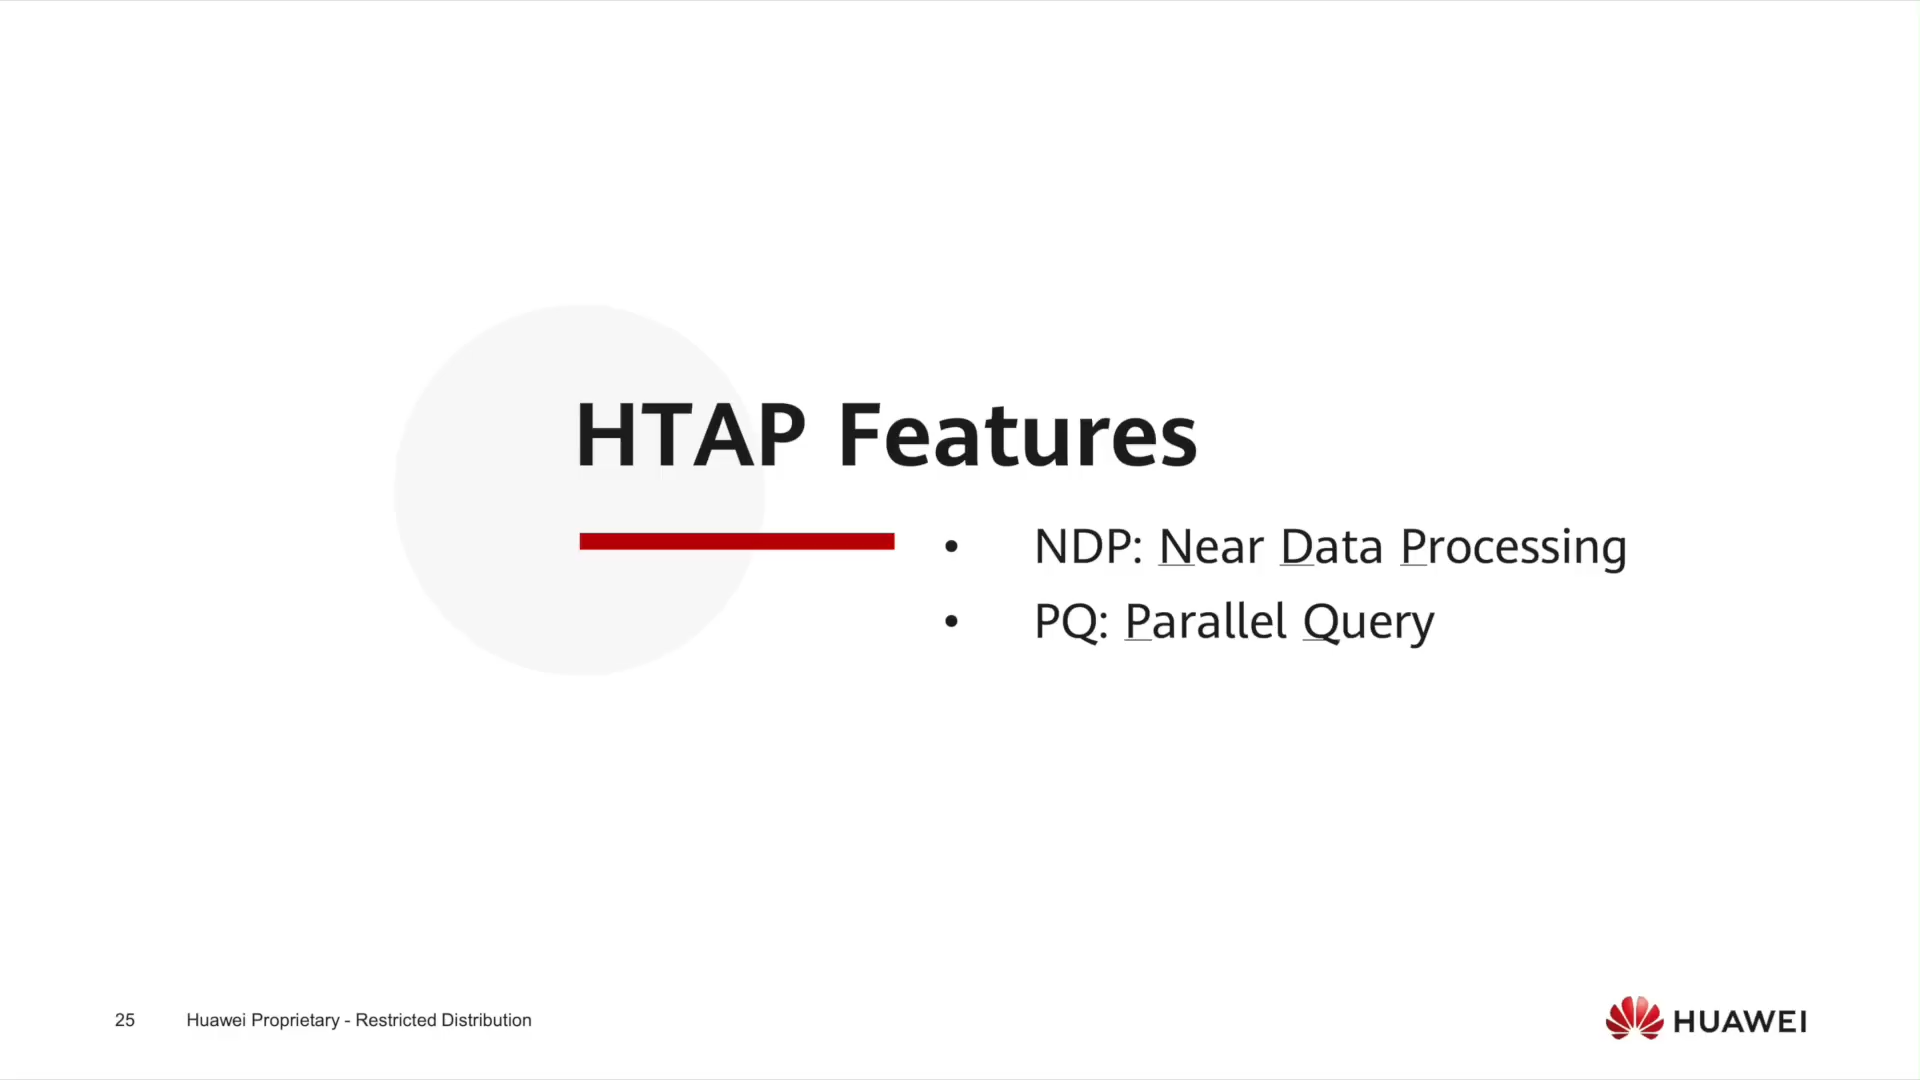 HTAP Features
• NDP: Near Data Processing
• PQ: Parallel Query
25 Huawei Proprietary - Restricted Distribution
HUAWEI